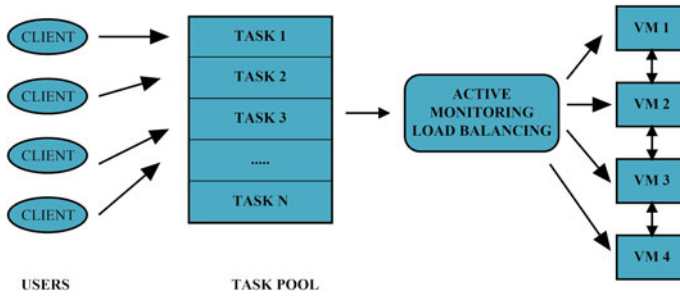 CLIENT
CLIENT
CLIENT
CLIENT
USERS
TASK 1
TASK 2
TASK 3
.....
TASK N
TASK POOL
ACTIVE
MONITORING
LOAD BALANCING
VM 1
VM 2
VM 3
VM 4